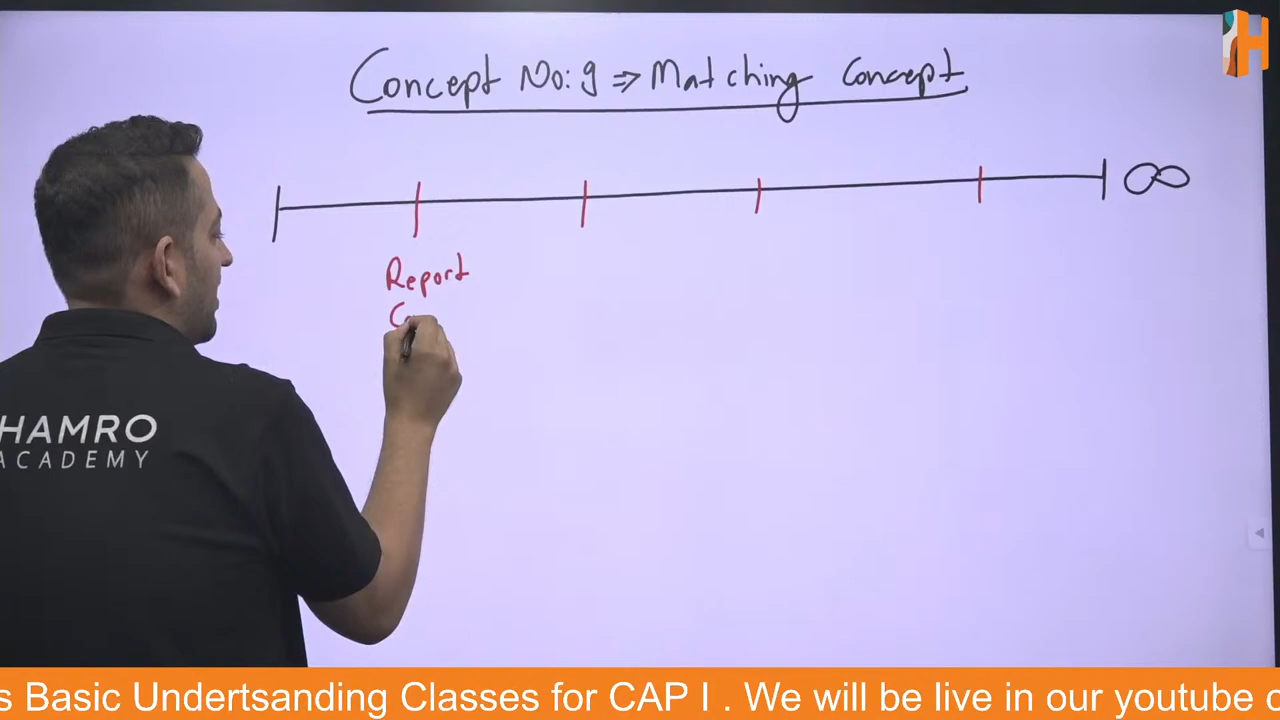 Concept No: 9 ⇒ Matching Concept
∞
Report
C
HAMRO
ACADEMY
H
s Basic Undertsanding Classes for CAP I . We will be live in our youtube c